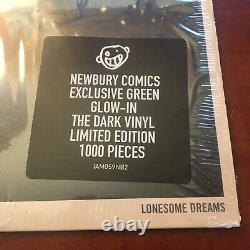 NEWBURY COMICS
EXCLUSIVE GREEN
GLOW-IN
THE DARK VINYL
LIMITED EDITION
1000 PIECES
IAM059NB2
LONESOME DREAMS